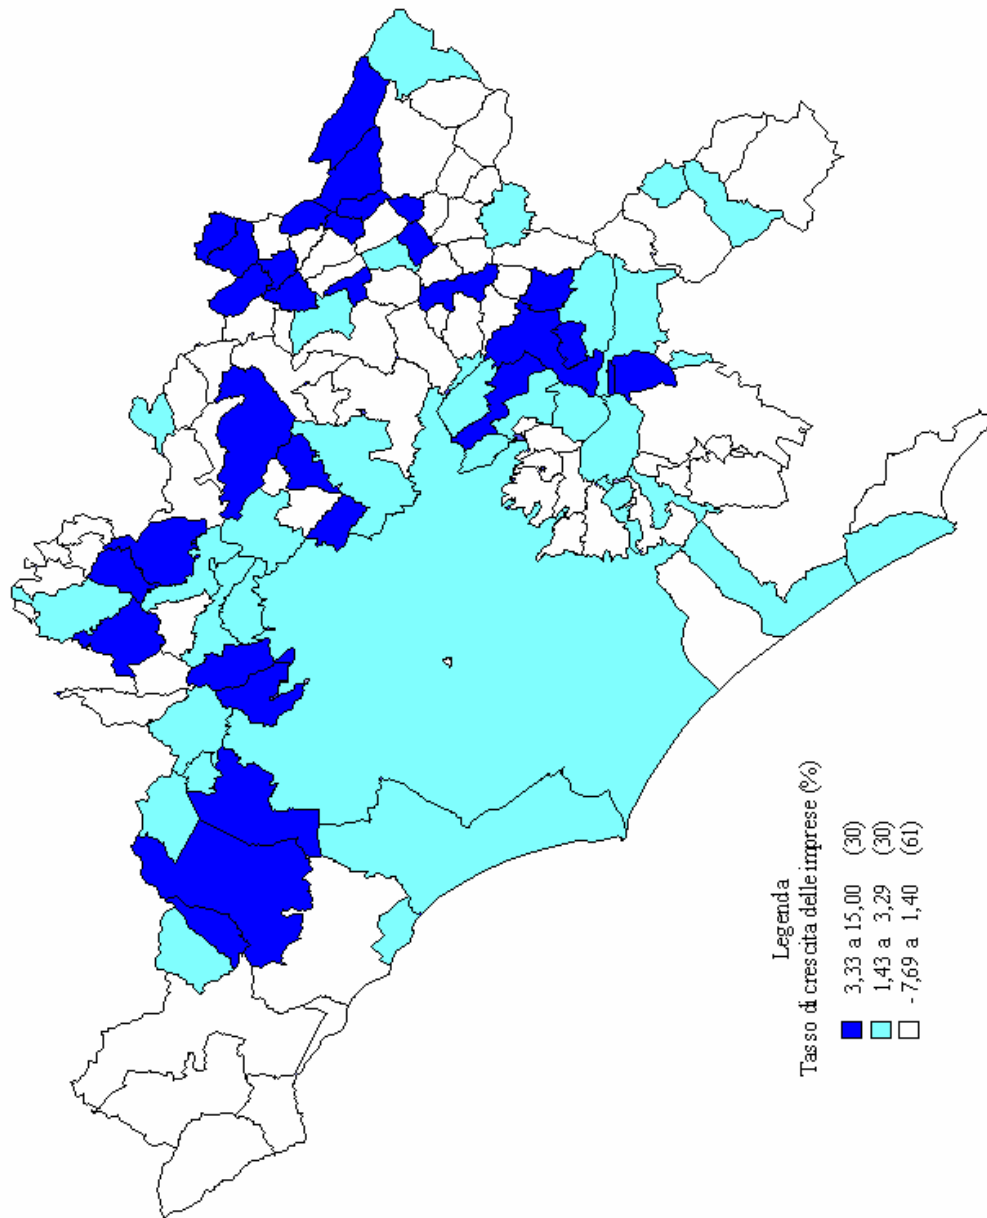 Legenda
Tasso di crescita delle imprese (%)
3,33 a 15,00 (30)
1,43 a 3,29 (30)
-7,69 a 1,40 (61)